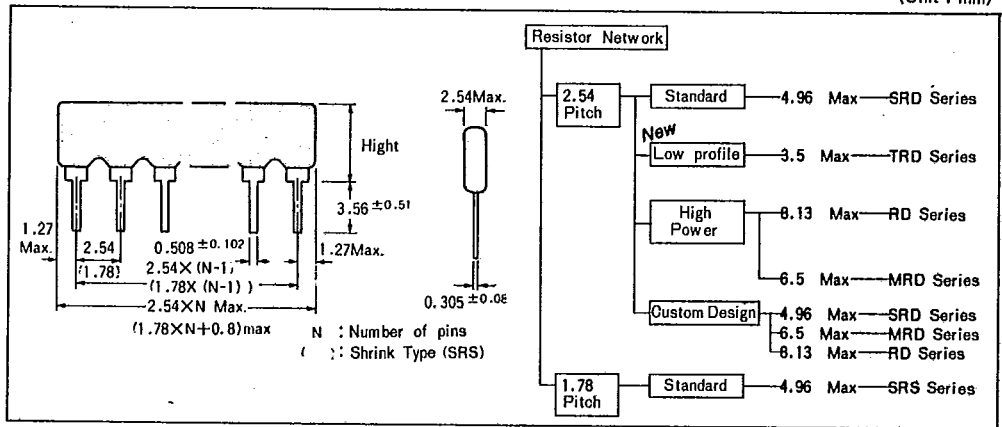 (Unit : mm)
Hight
3.56 ±0.51
1.27
Max.
2.54
(1.78)
0.508 ±0.102
1.27Max.
2.54×(N-1)
(1.78×(N-1))
2.54×N Max.
(1.78×N+0.8)max
N : Number of pins
( ): Shrink Type (SRS)
2.54Max.
0.305 ±0.08
Resistor Network
2.54
Pitch
Standard
4.96 Max SRD Series
New
Low profile
3.5 Max TRD Series
High
Power
8.13 Max RD Series
6.5 Max MRD Series
Custom Design
4.96 Max SRD Series
6.5 Max MRD Series
8.13 Max RD Series
1.78
Pitch
Standard
4.96 Max SRS Series